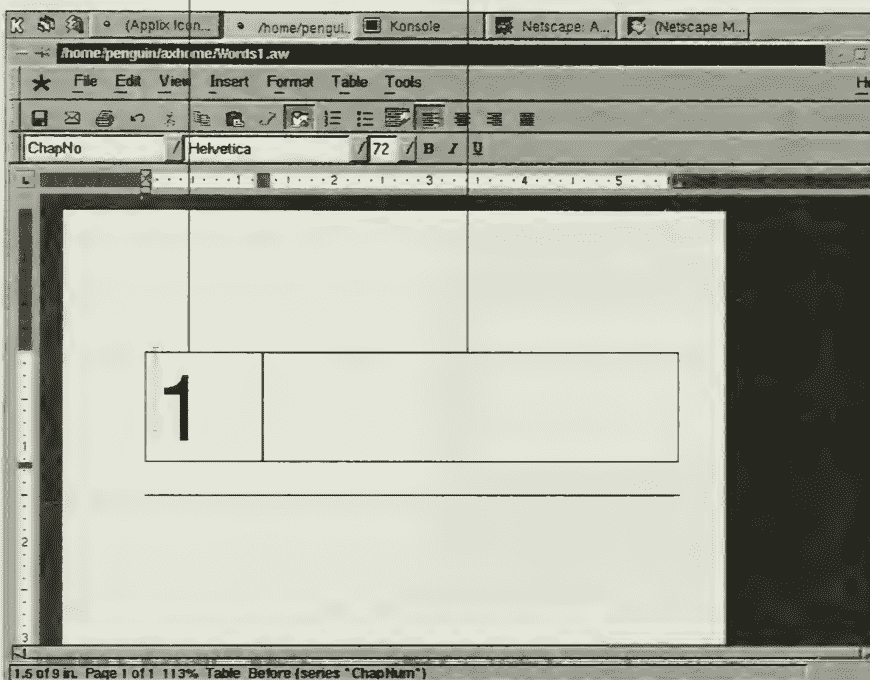 (Applix Icon... /home/pengui.. Konsole Netscape: A... (Netscape M...
/home/penguin/axhome/Words1.aw
File Edit View Insert Format Table Tools He
ChapNo Helvetica 72 B I U
1 2 3 4 5
1
1
2
3
1.5 of 9 in. Page 1 of 1 113% Table Before {series "ChapNum"}